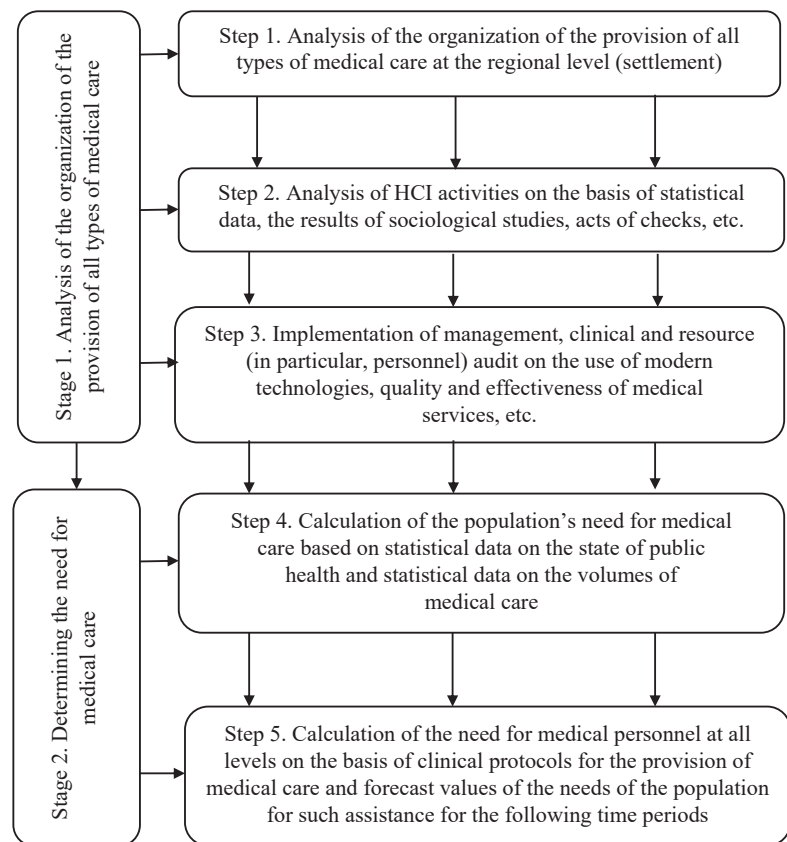 Stage 1. Analysis of the organization of the
provision of all types of medical care
Step 1. Analysis of the organization of the provision of all
types of medical care at the regional level (settlement)
Step 2. Analysis of HCI activities on the basis of statistical
data, the results of sociological studies, acts of checks, etc.
Step 3. Implementation of management, clinical and resource
(in particular, personnel) audit on the use of modern
technologies, quality and effectiveness of medical
services, etc.
Stage 2. Determining the need for
medical care
Step 4. Calculation of the population’s need for medical
care based on statistical data on the state of public
health and statistical data on the volumes of
medical care
Step 5. Calculation of the need for medical personnel at all
levels on the basis of clinical protocols for the provision of
medical care and forecast values of the needs of the population
for such assistance for the following time periods